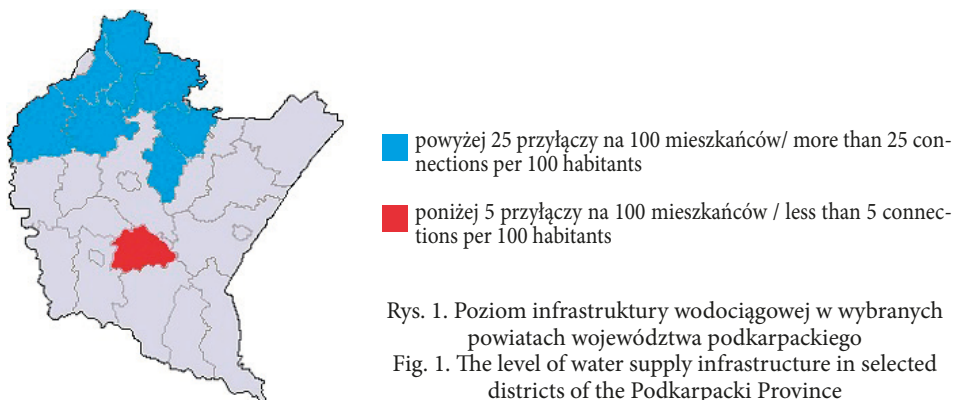 powyżej 25 przyłączy na 100 mieszkańców/ more than 25 con-
nections per 100 habitants
poniżej 5 przyłączy na 100 mieszkańców / less than 5 connec-
tions per 100 habitants
Rys. 1. Poziom infrastruktury wodociągowej w wybranych
powiatach województwa podkarpackiego
Fig. 1. The level of water supply infrastructure in selected
districts of the Podkarpacki Province